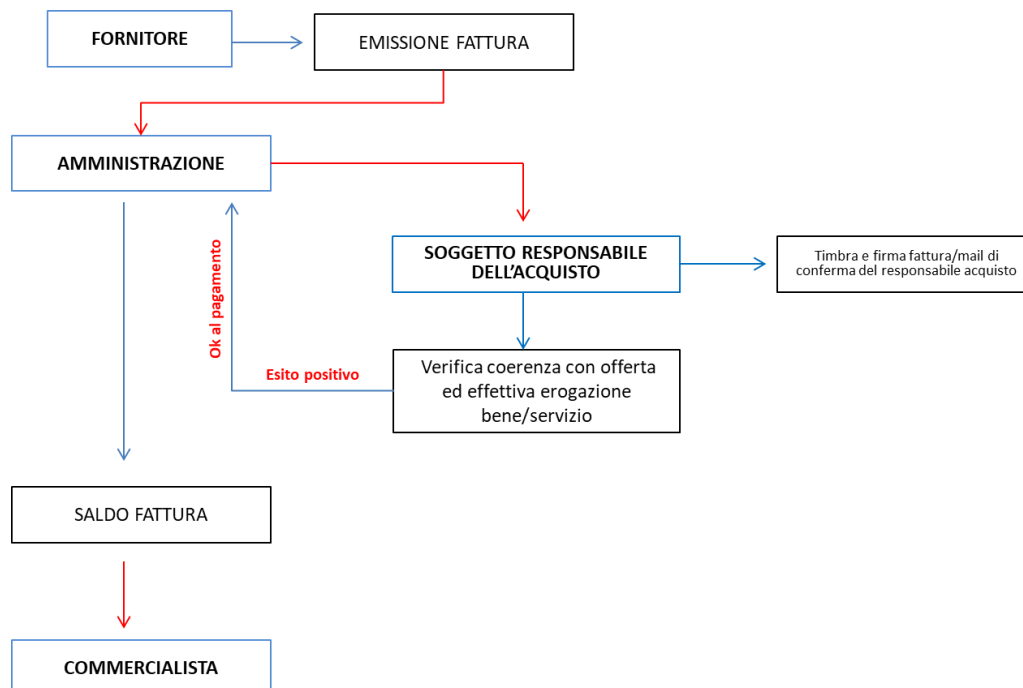 FORNITORE
EMISSIONE FATTURA
AMMINISTRAZIONE
SOGGETTO RESPONSABILE
DELL'ACQUISTO
Timbra e firma fattura/mail di
conferma del responsabile acquisto
Ok al pagamento
Esito positivo
Verifica coerenza con offerta
ed effettiva erogazione
bene/servizio
SALDO FATTURA
COMMERCIALISTA